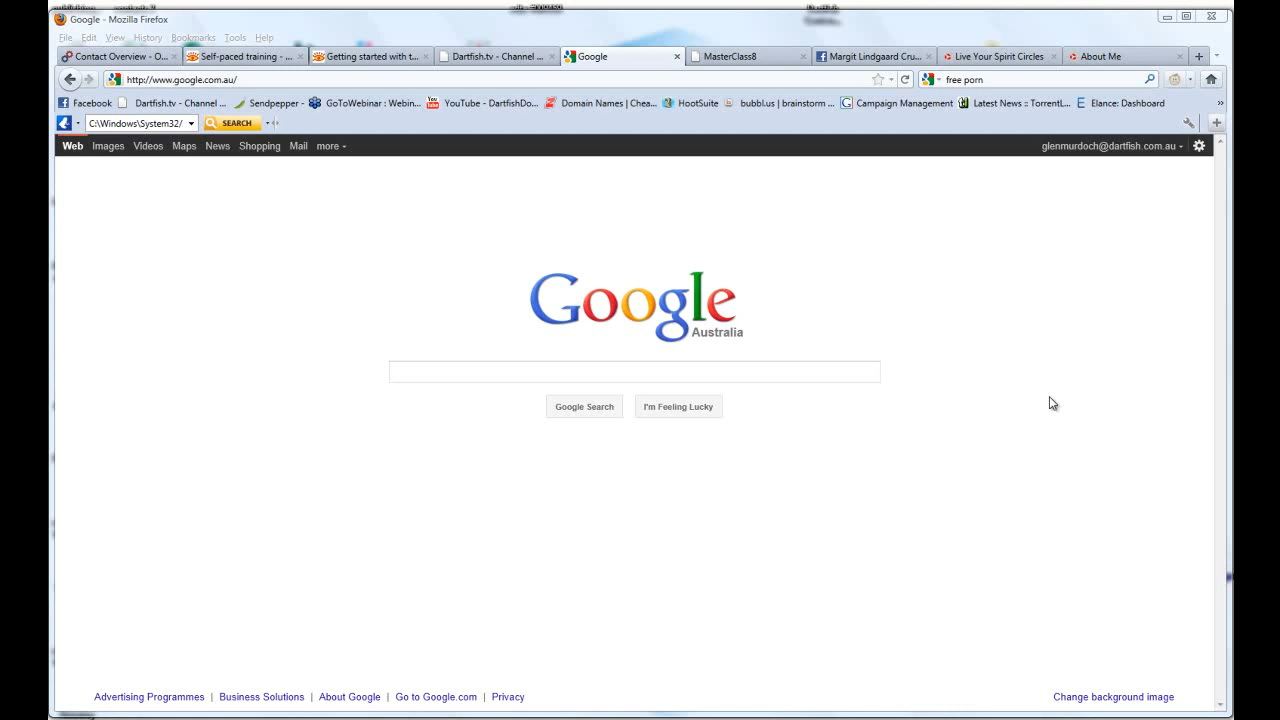 Google - Mozilla Firefox
File Edit View History Bookmarks Tools Help
Contact Overview - O... Self-paced training - ... Getting started with t... Dartfish.tv - Channel ... Google MasterClass8 Margit Lindgaard Cru... Live Your Spirit Circles About Me
http://www.google.com.au/ free porn
Facebook Dartfish.tv - Channel ... Sendpepper - GoToWebinar : Webin... YouTube - DartfishDo... Domain Names | Chea... HootSuite bubbl.us | brainstorm ... Campaign Management Latest News :: TorrentL... Elance: Dashboard
C:\Windows\System32/ SEARCH
Web Images Videos Maps News Shopping Mail more glenmurdoch@dartfish.com.au
Google
Australia
Google Search I'm Feeling Lucky
Advertising Programmes | Business Solutions | About Google | Go to Google.com | Privacy Change background image